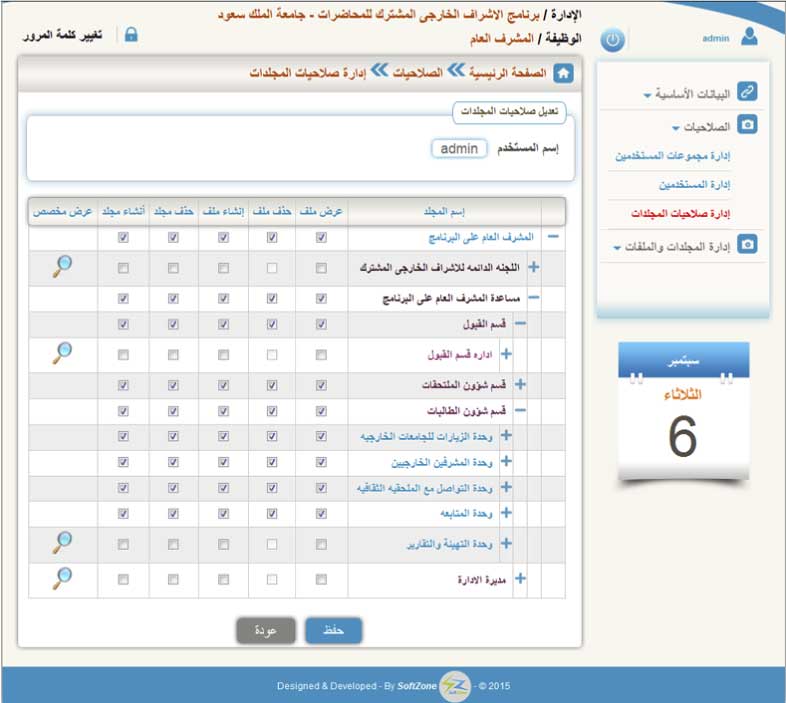 الإدارة / برنامج الاشراف الخارجى المشترك للمحاضرات - جامعة الملك سعود
الوظيفة / المشرف العام
تغيير كلمة المرور
admin
الصفحة الرئيسية
الصلاحيات
إدارة صلاحيات المجلدات
البيانات الأساسية
الصلاحيات
إدارة مجموعات المستخدمين
إدارة المستخدمين
إدارة صلاحيات المجلدات
إدارة المجلدات والملفات
سبتمبر
الثلاثاء
6
تعديل صلاحيات المجلدات
إسم المستخدم admin
إسم المجلد عرض ملف حذف ملف إنشاء ملف حذف مجلد أنشاء مجلد عرض مخصص
المشرف العام على البرنامج
اللجنه الدائمه للاشراف الخارجى المشترك
مساعدة المشرف العام على البرنامج
قسم القبول
اداره قسم القبول
قسم شؤون الملتحقات
قسم شؤون الطالبات
وحدة الزيارات للجامعات الخارجيه
وحدة المشرفين الخارجيين
وحدة التواصل مع الملحقيه الثقافيه
وحدة المتابعه
وحدة التهيئة والتقارير
مديرة الادارة
حفظ
عودة
Designed & Developed - By SoftZone - © 2015